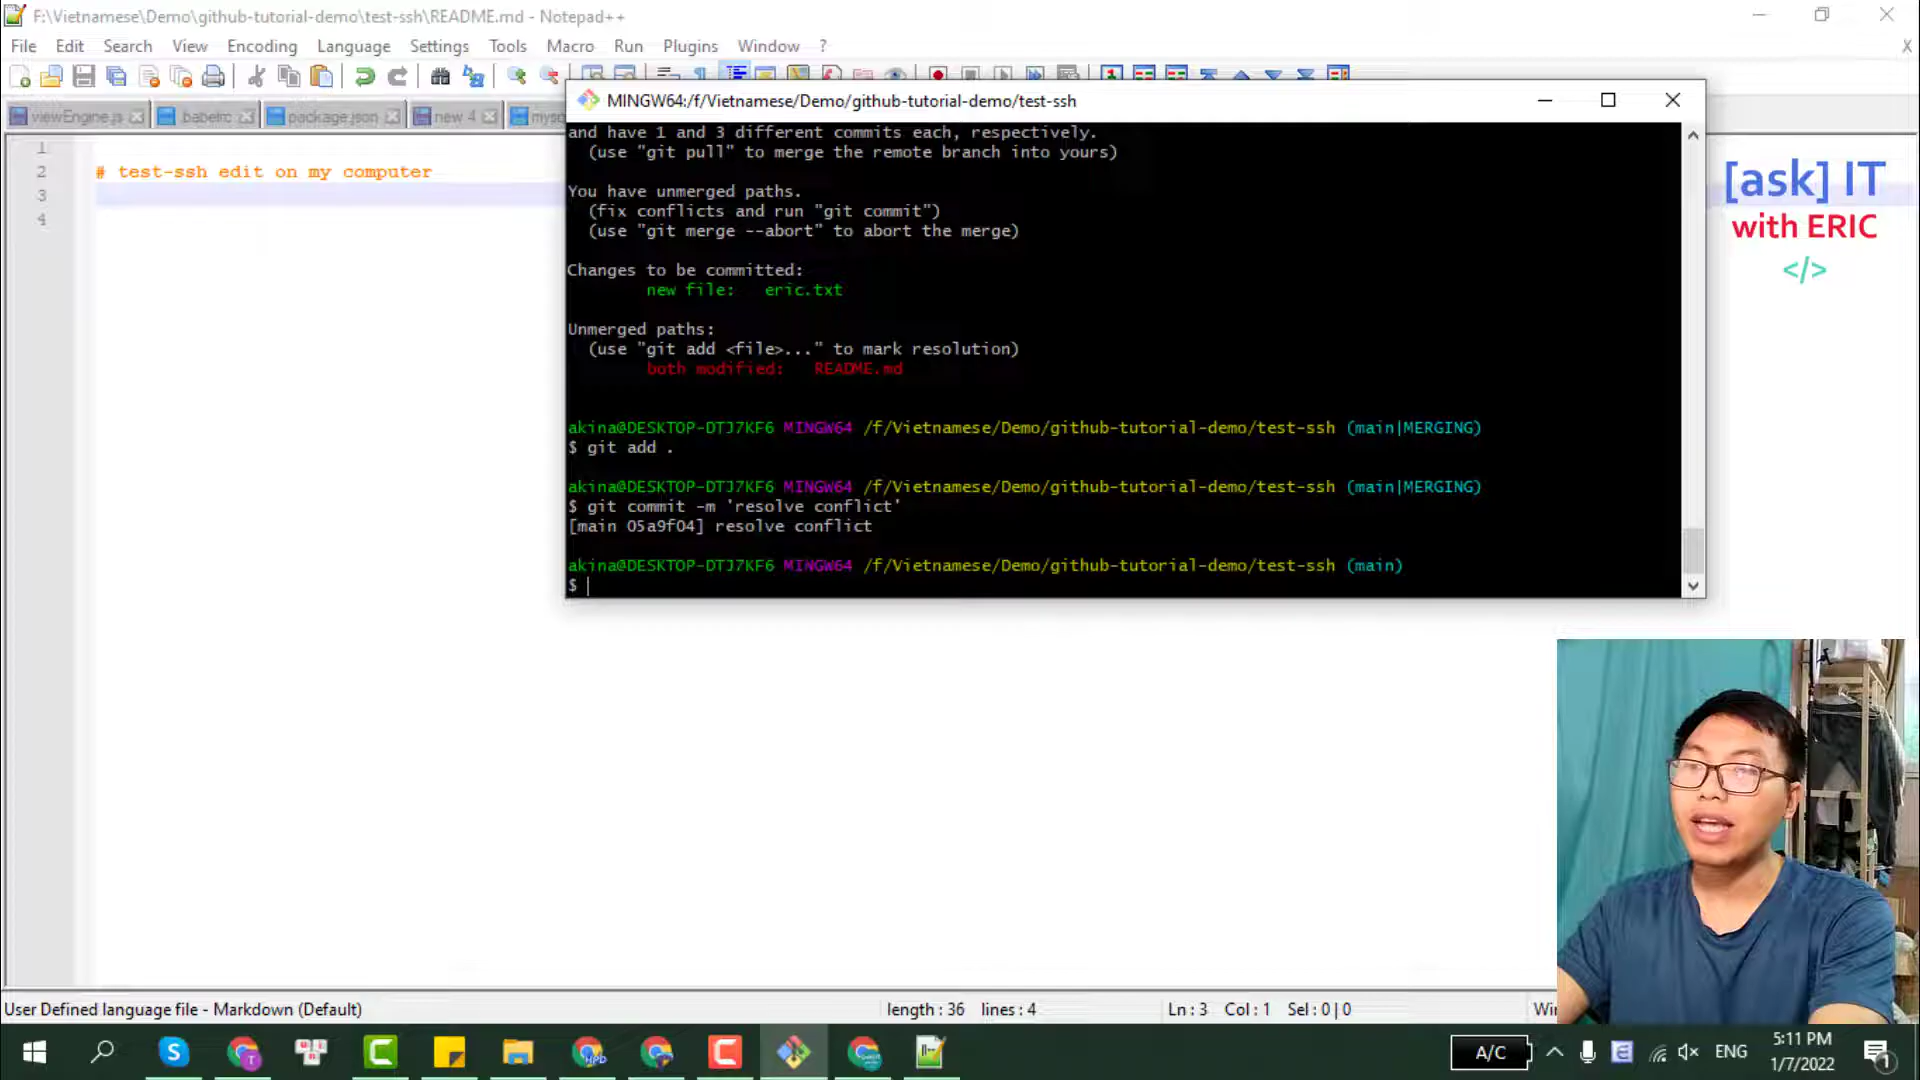 F:\Vietnamese\Demo\github-tutorial-demo\test-ssh\README.md - Notepad++
File Edit Search View Encoding Language Settings Tools Macro Run Plugins Window ?
X
viewEngine.js babelrc package.json new 4
1
2 # test-ssh edit on my computer
3
4
MINGW64:/f/Vietnamese/Demo/github-tutorial-demo/test-ssh
and have 1 and 3 different commits each, respectively.
(use "git pull" to merge the remote branch into yours)
You have unmerged paths.
(fix conflicts and run "git commit")
(use "git merge --abort" to abort the merge)
Changes to be committed:
new file: eric.txt
Unmerged paths:
(use "git add <file>..." to mark resolution)
both modified: README.md
akina@DESKTOP-DTJ7KF6 MINGW64 /f/Vietnamese/Demo/github-tutorial-demo/test-ssh (main|MERGING)
$ git add .
akina@DESKTOP-DTJ7KF6 MINGW64 /f/Vietnamese/Demo/github-tutorial-demo/test-ssh (main|MERGING)
$ git commit -m 'resolve conflict'
[main 05a9f04] resolve conflict
akina@DESKTOP-DTJ7KF6 MINGW64 /f/Vietnamese/Demo/github-tutorial-demo/test-ssh (main)
$
[ask] IT
with ERIC
</>
User Defined language file - Markdown (Default) length : 36 lines : 4 Ln : 3 Col : 1 Sel : 0 | 0
A/C
ENG
5:11 PM
1/7/2022
1